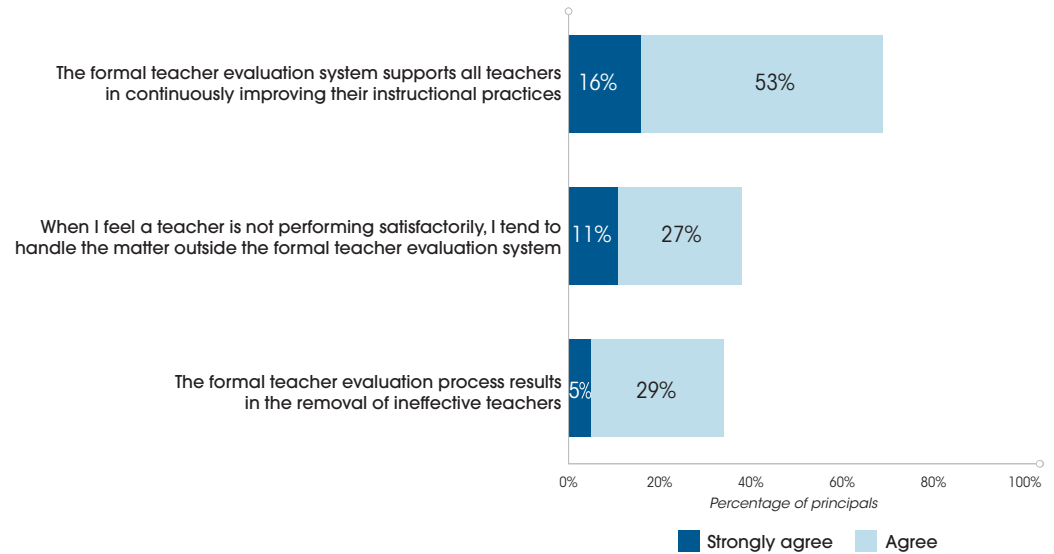 The formal teacher evaluation system supports all teachers
in continuously improving their instructional practices
16%
53%
When I feel a teacher is not performing satisfactorily, I tend to
handle the matter outside the formal teacher evaluation system
11%
27%
The formal teacher evaluation process results
in the removal of ineffective teachers
5%
29%
0% 20% 40% 60% 80% 100%
Percentage of principals
Strongly agree Agree